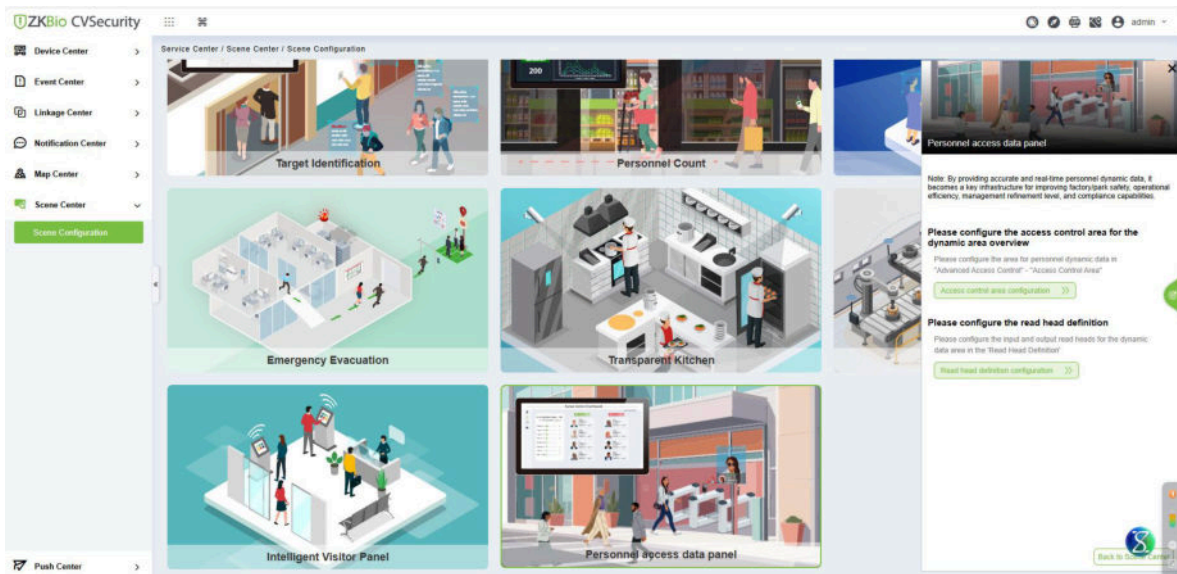 ZKBio CVSecurity
admin
Device Center
Event Center
Linkage Center
Notification Center
Map Center
Scene Center
Scene Configuration
Push Center
Service Center / Scene Center / Scene Configuration
200
Target Identification
Personnel Count
Emergency Evacuation
Transparent Kitchen
Intelligent Visitor Panel
Personnel access data panel
Personnel access data panel
Note: By providing accurate and real-time personnel dynamic data, it
becomes a key infrastructure for improving factory/park safety, operational
efficiency, management refinement level, and compliance capabilities.
Please configure the access control area for the
dynamic area overview
Please configure the area for personnel dynamic data in
"Advanced Access Control" - "Access Control Area"
Access control area configuration
Please configure the read head definition
Please configure the input and output read heads for the dynamic
data area in the 'Read Head Definition'
Read head definition configuration
Back to Scene Center